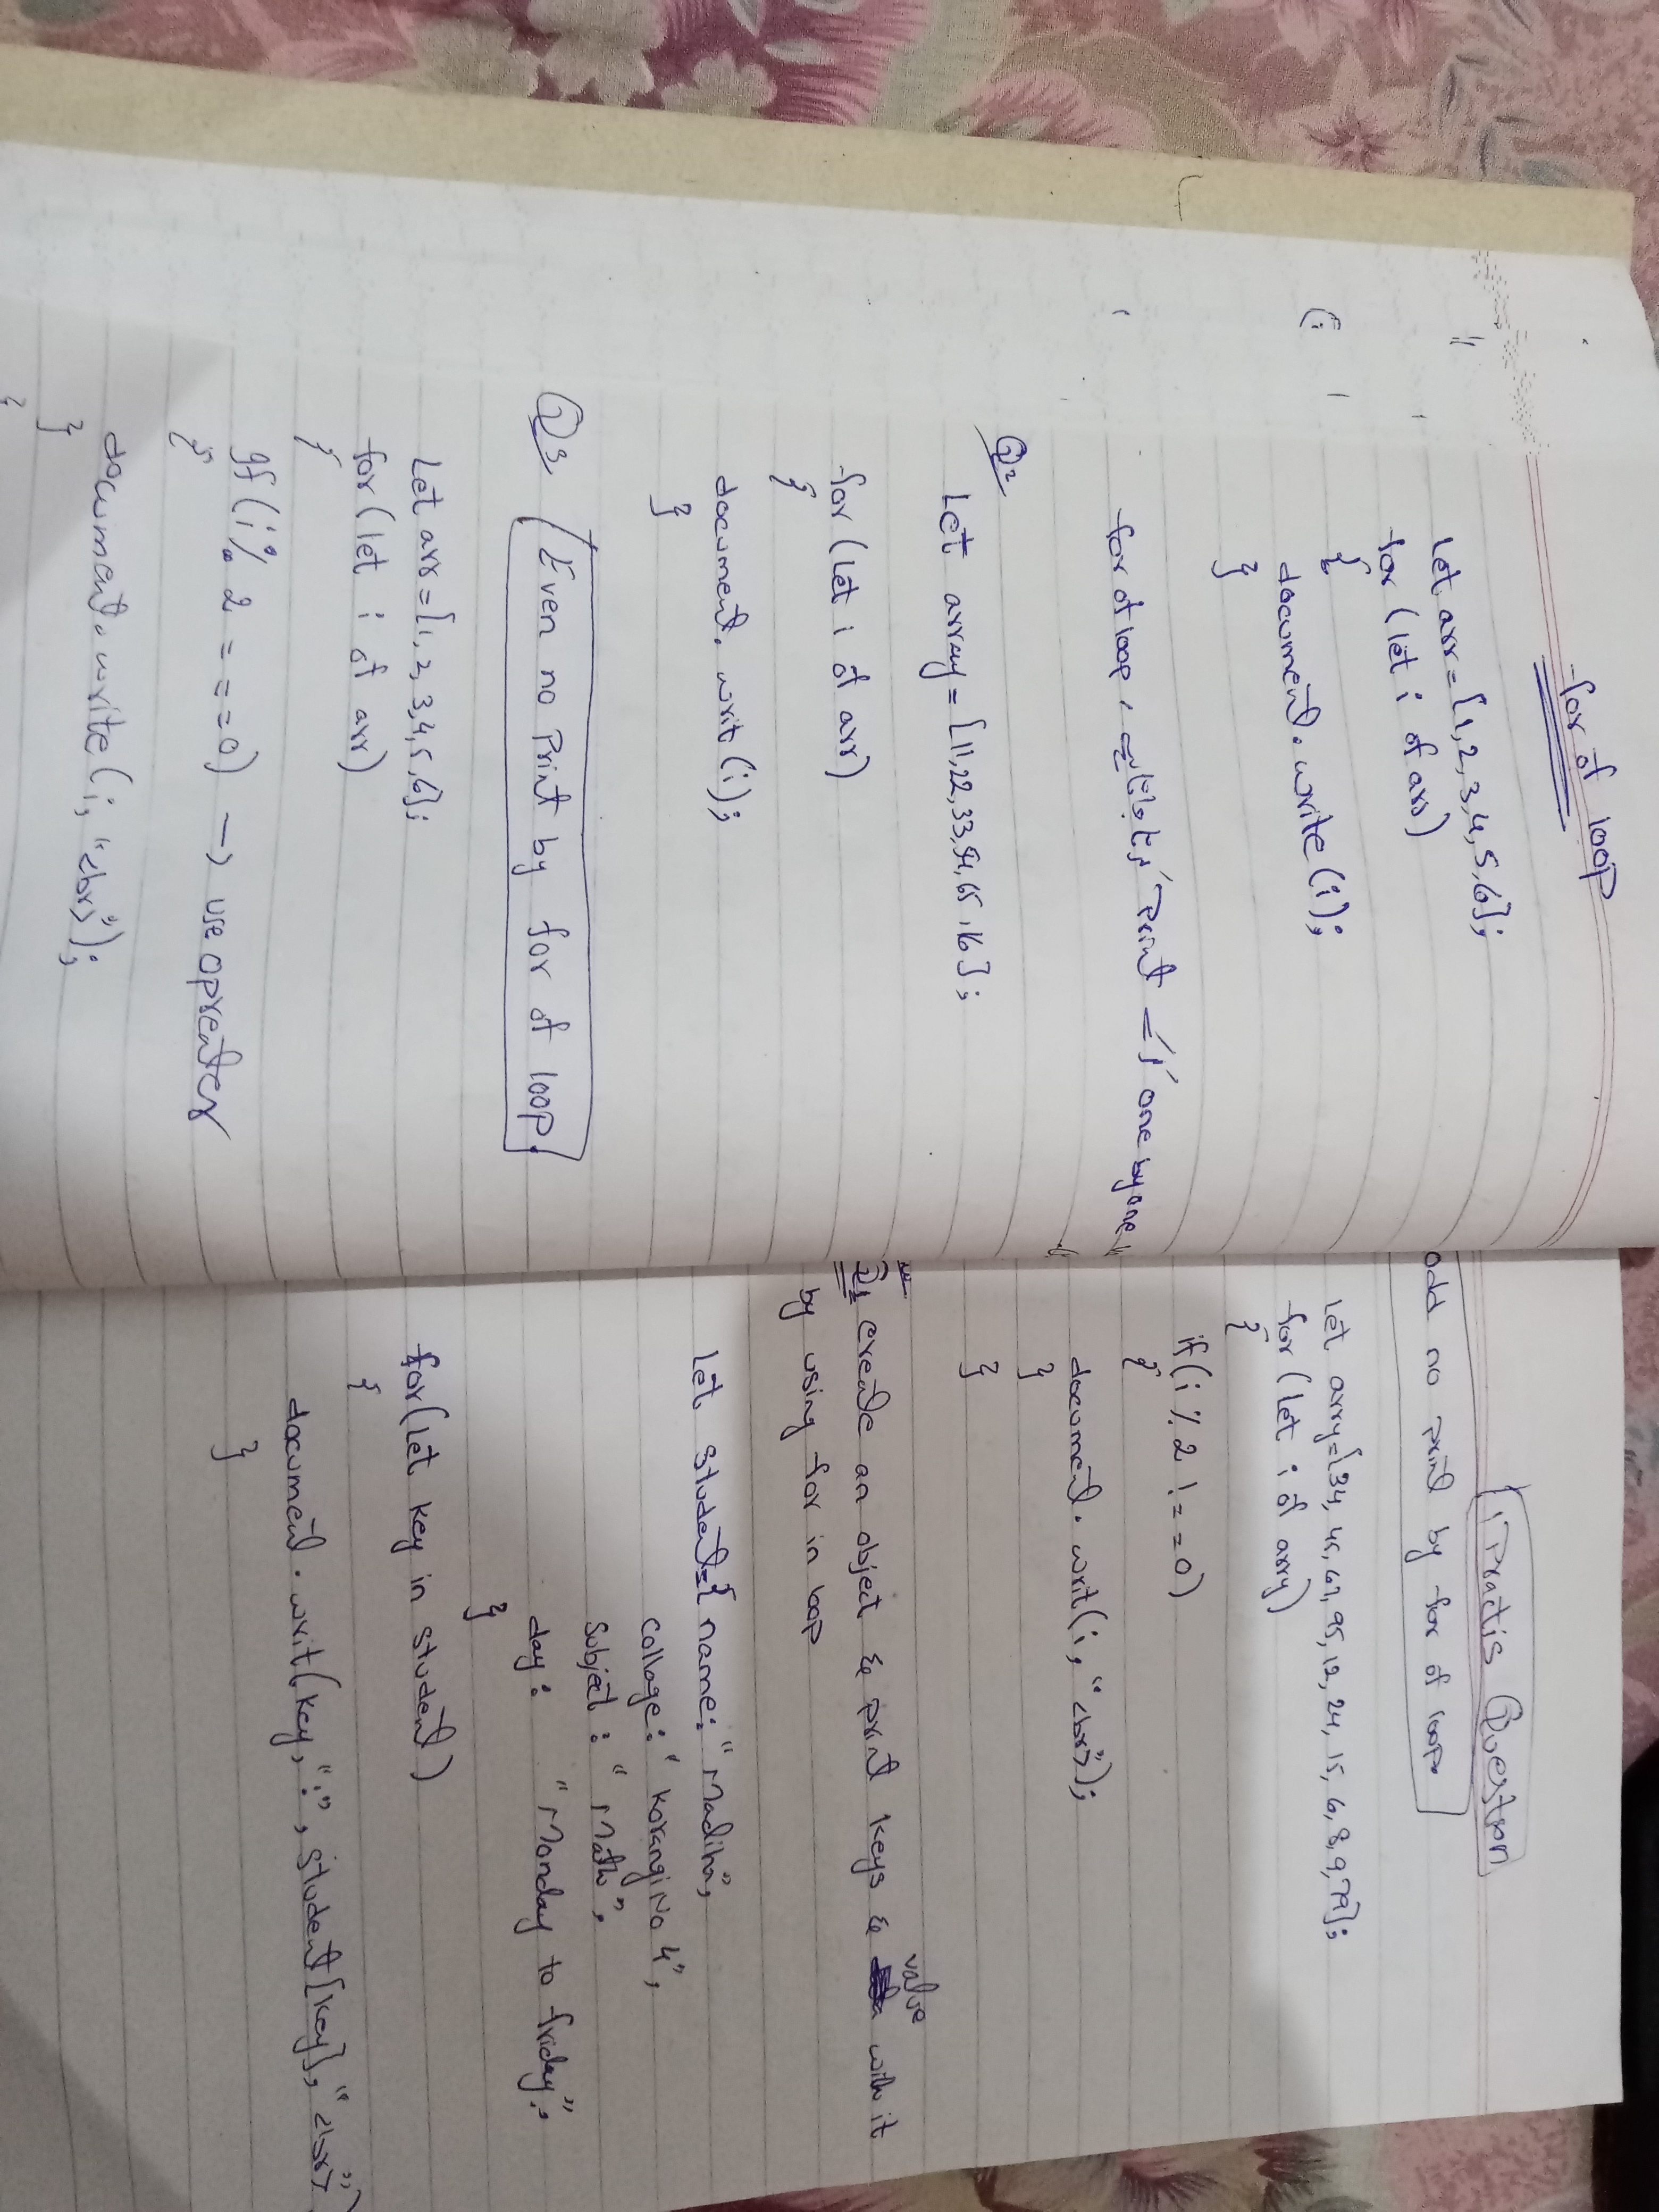 for of loop
Let arr = [1,2,3,4,5,6];
for (let i of arr)
{
document.write(i);
}
for of loop, print one by one
Q2
Let array = [11,22,33,54,65,16];
for (let i of arr)
{
document.writ(i);
}
Q3,
Even no Print by for of loop.
Let arr = [1,2,3,4,5,6];
for (let i of arr)
{
if (i % 2 === 0) → use opreater
{
document.write(i, "<br>");
}
}
Practis Question
odd no print by for of loop.
Let arry=[34, 45, 67, 95, 12, 24, 15, 6, 8, 9, 79];
for (let i of arry)
{
if (i % 2 !== 0)
{
document.writ(i, "<br>");
}
}
Q1 create an object & print keys & value with it
by using for in loop
Let student={ name: "Madiha",
Collage: "Korangi No 4",
Subject: "Math",
day: "Monday to friday",
}
for(let key in student)
{
document.writ(key, ":", student[key], "<br>")
}